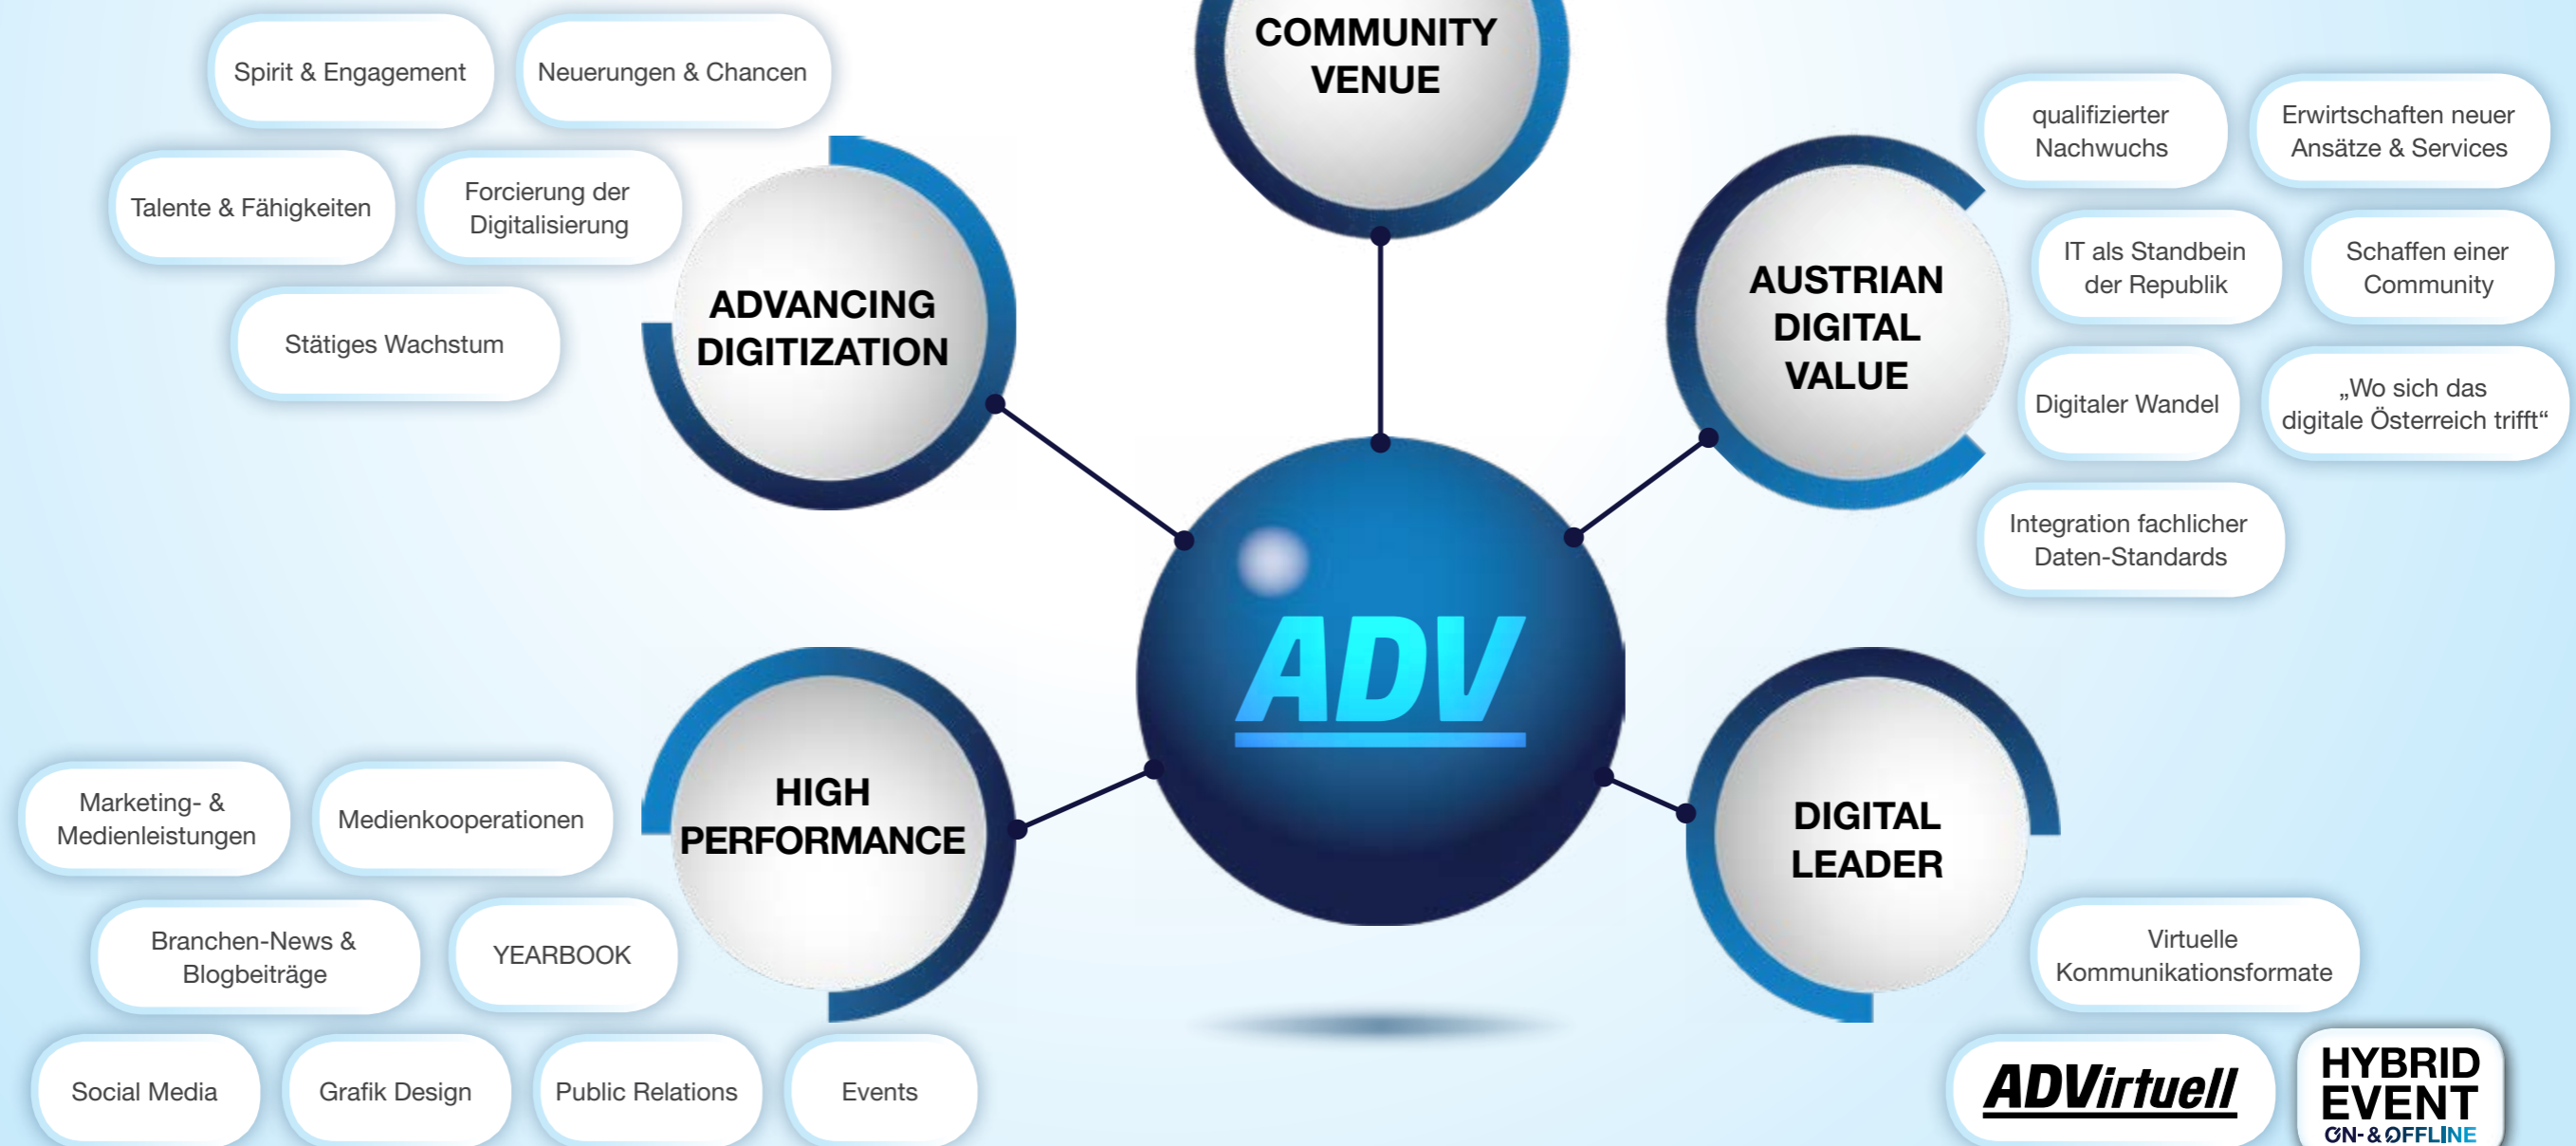 COMMUNITY
VENUE
Spirit & Engagement
Neuerungen & Chancen
Talente & Fähigkeiten
Forcierung der
Digitalisierung
Stätiges Wachstum
ADVANCING
DIGITIZATION
AUSTRIAN
DIGITAL
VALUE
qualifizierter
Nachwuchs
Erwirtschaften neuer
Ansätze & Services
IT als Standbein
der Republik
Schaffen einer
Community
Digitaler Wandel
„Wo sich das
digitale Österreich trifft“
Integration fachlicher
Daten-Standards
ADV
HIGH
PERFORMANCE
Marketing- &
Medienleistungen
Medienkooperationen
Branchen-News &
Blogbeiträge
YEARBOOK
Social Media
Grafik Design
Public Relations
Events
DIGITAL
LEADER
Virtuelle
Kommunikationsformate
ADVirtuell
HYBRID
EVENT
ON- & OFFLINE